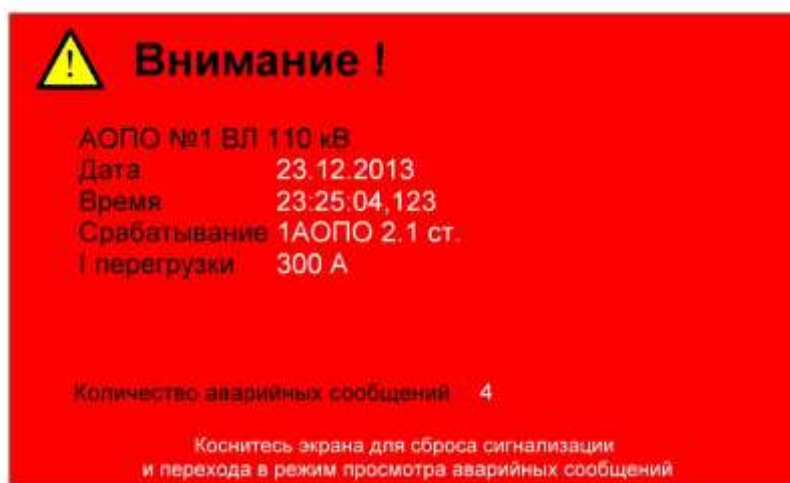 Внимание !
АОПО №1 ВЛ 110 кВ
Дата 23.12.2013
Время 23:25:04,123
Срабатывание 1АОПО 2.1 ст.
I перегрузки 300 А
Количество аварийных сообщений 4
Коснитесь экрана для сброса сигнализации
и перехода в режим просмотра аварийных сообщений